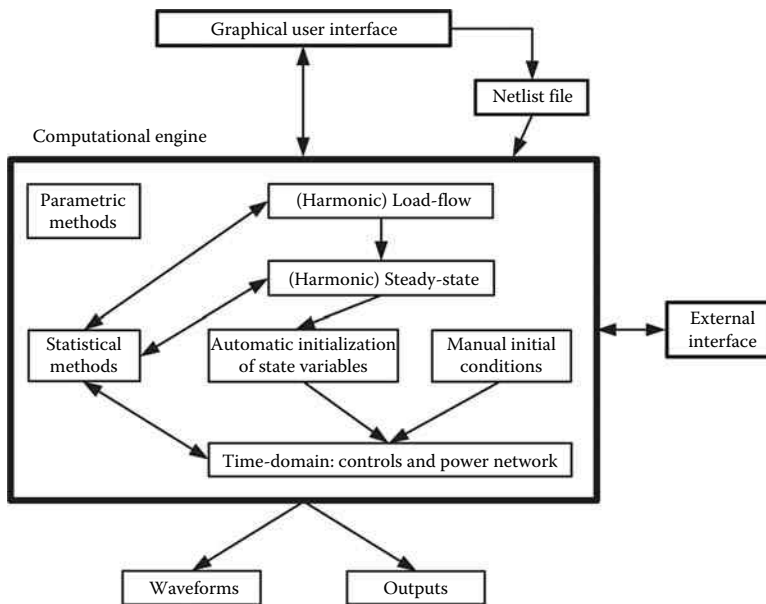 Graphical user interface
Netlist file
Computational engine
Parametric
methods
(Harmonic) Load-flow
(Harmonic) Steady-state
Statistical
methods
Automatic initialization
of state variables
Manual initial
conditions
External
interface
Time-domain: controls and power network
Waveforms
Outputs